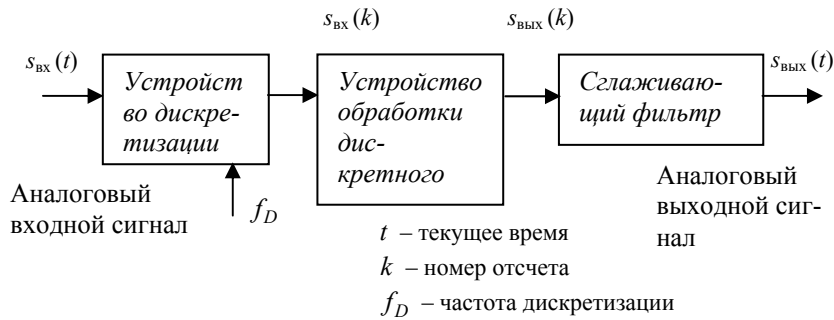 s_вх(k)
s_вых(k)
s_вх(t)
Устройст
во дискре-
тизации
Устройство
обработки
дис-
кретного
Сглаживаю-
щий фильтр
s_вых(t)
Аналоговый
входной сигнал
f_D
Аналоговый
выходной сиг-
нал
t – текущее время
k – номер отсчета
f_D – частота дискретизации